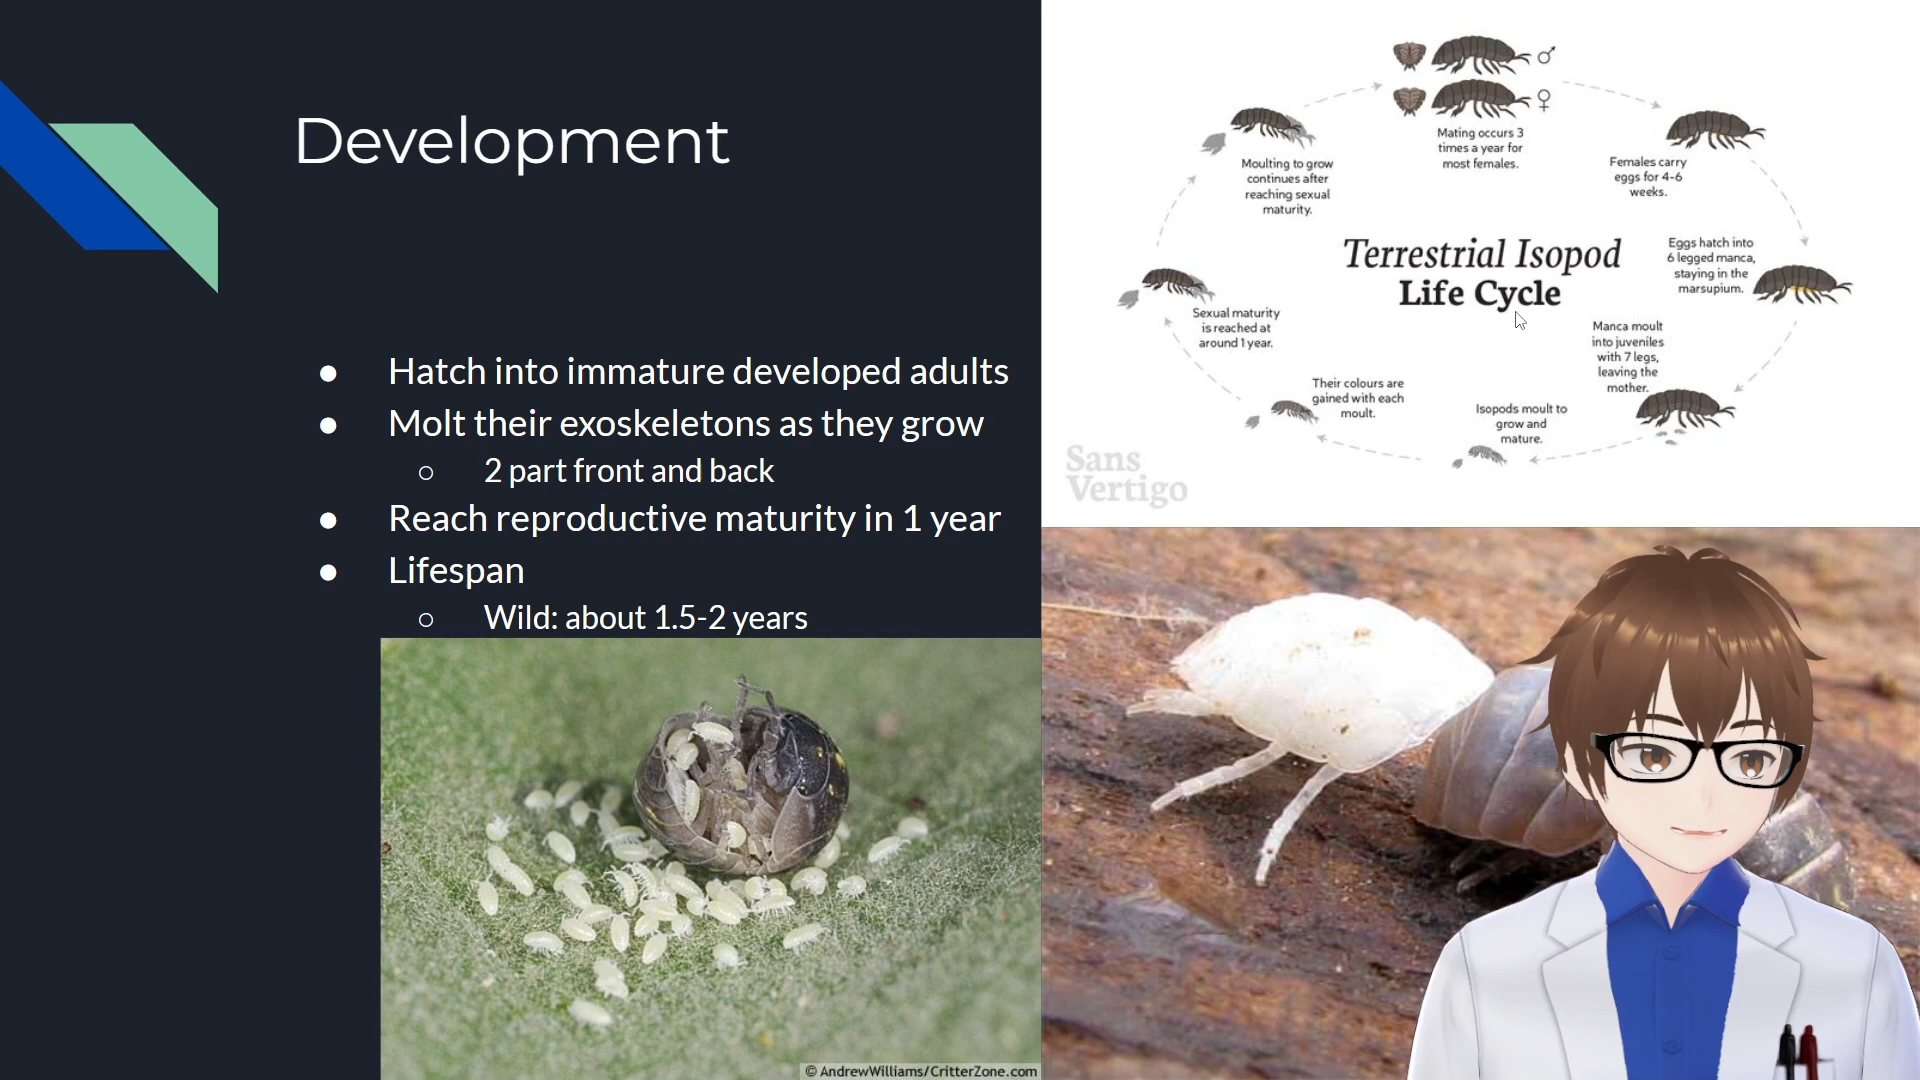 Development
● Hatch into immature developed adults
● Molt their exoskeletons as they grow
○ 2 part front and back
● Reach reproductive maturity in 1 year
● Lifespan
○ Wild: about 1.5-2 years
© AndrewWilliams/CritterZone.com
♂
♀
Mating occurs 3
times a year for
most females.
Females carry
eggs for 4-6
weeks.
Eggs hatch into
6 legged manca,
staying in the
marsupium.
Manca moult
into juveniles
with 7 legs,
leaving the
mother.
Isopods moult to
grow and
mature.
Their colours are
gained with each
moult.
Sexual maturity
is reached at
around 1 year.
Moulting to grow
continues after
reaching sexual
maturity.
Terrestrial Isopod
Life Cycle
Sans
Vertigo